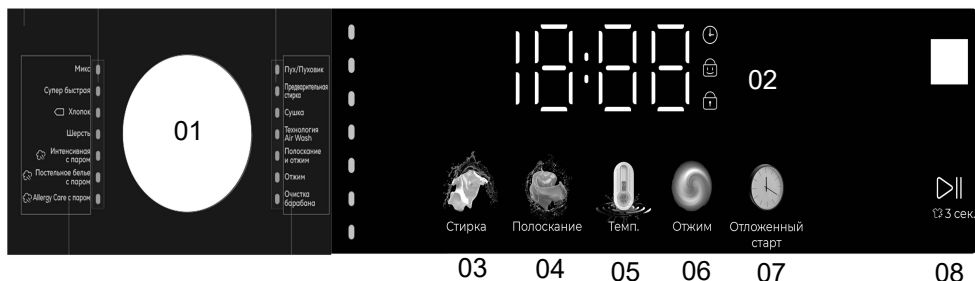 Микс
Супер быстрая
Хлопок
Шерсть
Интенсивная
с паром
Постельное белье
с паром
Allergy Care с паром
01
Пух/Пуховик
Предварительная
стирка
Сушка
Технология
Air Wash
Полоскание
и отжим
Отжим
Очистка
барабана
18:88
02
Стирка
Полоскание
Темп.
Отжим
Отложенный
старт
3 сек.
03
04
05
06
07
08